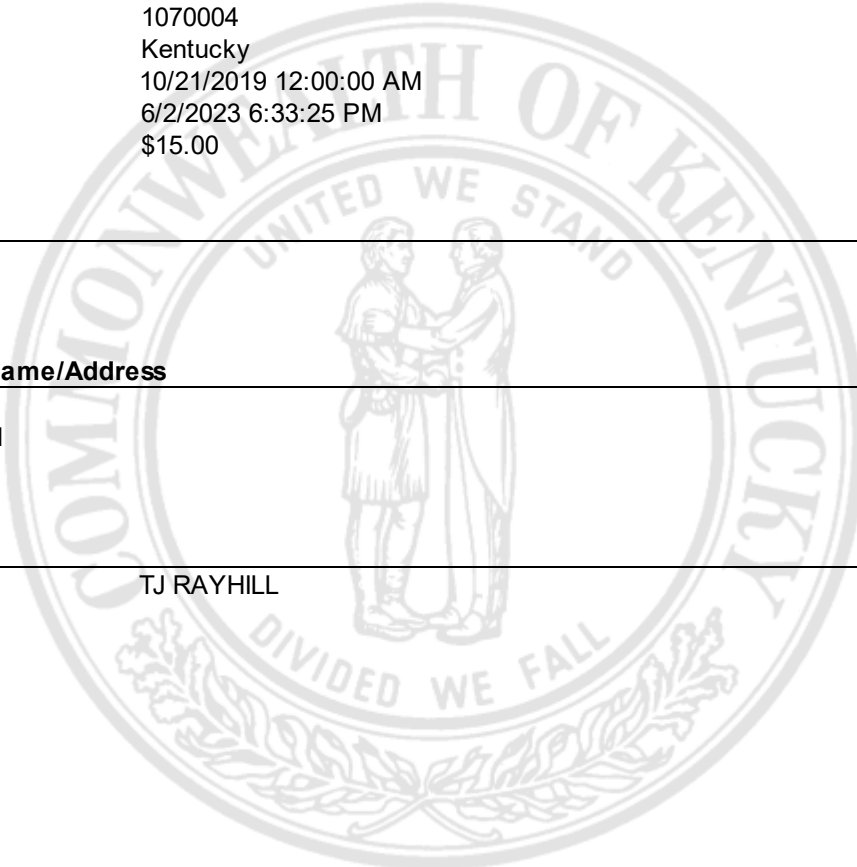 1070004
Kentucky
10/21/2019 12:00:00 AM
6/2/2023 6:33:25 PM
$15.00
COMMONWEALTH OF KENTUCKY
UNITED WE STAND
ame/Address
TJ RAYHILL
DIVIDED WE FALL